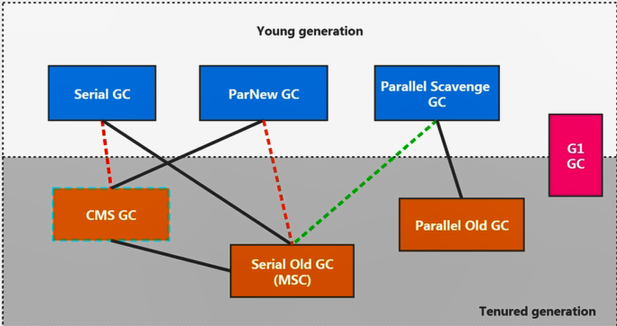 Young generation
Serial GC
ParNew GC
Parallel Scavenge
GC
G1
GC
CMS GC
Parallel Old GC
Serial Old GC
(MSC)
Tenured generation